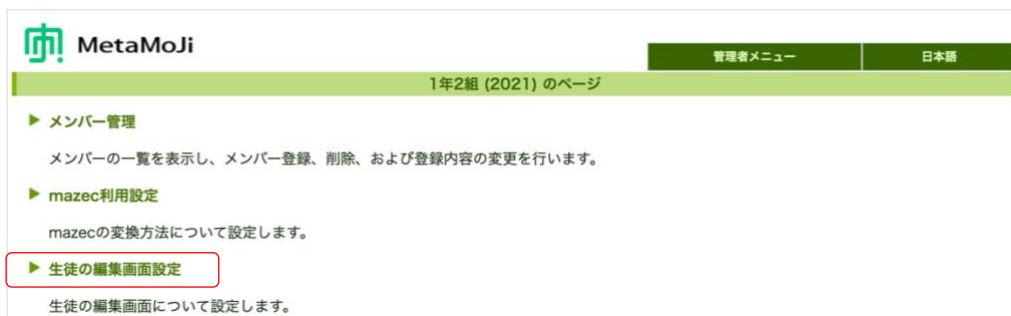 MetaMoJi
管理者メニュー 日本語
1年2組 (2021) のページ
メンバー管理
メンバーの一覧を表示し、メンバー登録、削除、および登録内容の変更を行います。
mazec利用設定
mazecの変換方法について設定します。
生徒の編集画面設定
生徒の編集画面について設定します。